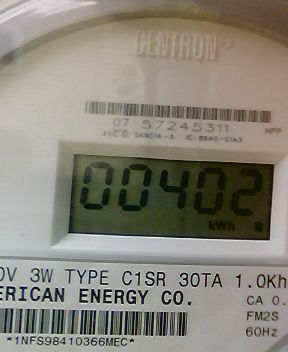 CENTRON®
07 57245311
HFP
00402
kWh
0V 3W TYPE C1SR 30TA 1.0Kh
ERICAN ENERGY CO.
CA 0.
FM2S
60Hz
*1NFS98410366MEC*